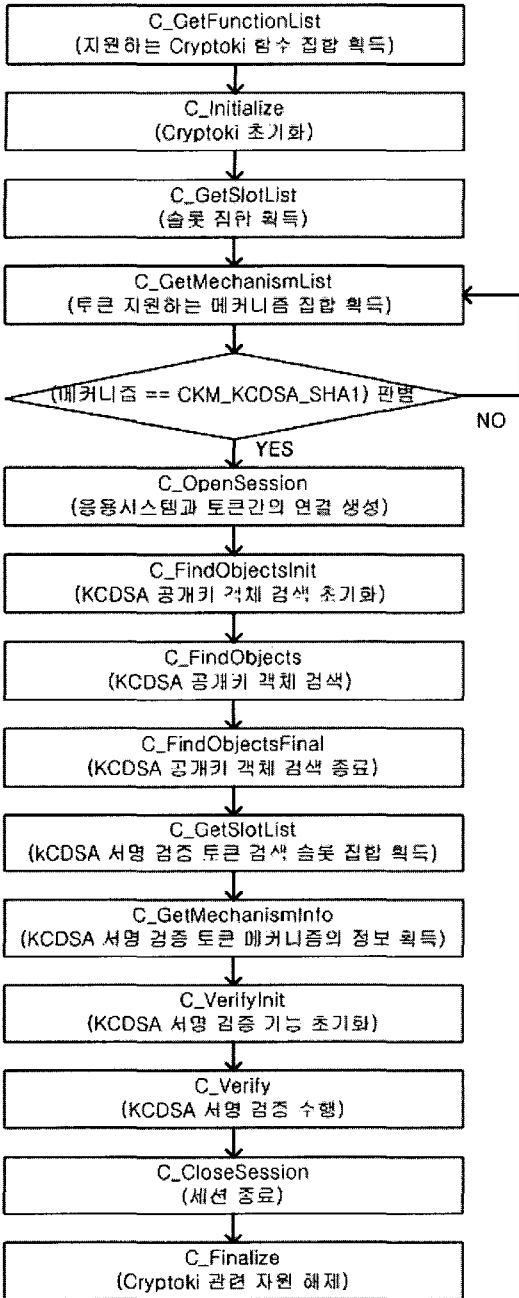 C_GetFunctionList
(지원하는 Cryptoki 함수 집합 획득)
C_Initialize
(Cryptoki 초기화)
C_GetSlotList
(슬롯 집합 획득)
C_GetMechanismList
(토큰 지원하는 메커니즘 집합 획득)
(메커니즘 == CKM_KCDSA_SHA1) 판별
NO
YES
C_OpenSession
(응용시스템과 토큰간의 연결 생성)
C_FindObjectsInit
(KCDSA 공개키 객체 검색 초기화)
C_FindObjects
(KCDSA 공개키 객체 검색)
C_FindObjectsFinal
(KCDSA 공개키 객체 검색 종료)
C_GetSlotList
(kCDSA 서명 검증 토큰 검색 슬롯 집합 획득)
C_GetMechanismInfo
(KCDSA 서명 검증 토큰 메커니즘의 정보 획득)
C_VerifyInit
(KCDSA 서명 검증 기능 초기화)
C_Verify
(KCDSA 서명 검증 수행)
C_CloseSession
(세션 종료)
C_Finalize
(Cryptoki 관련 자원 해제)